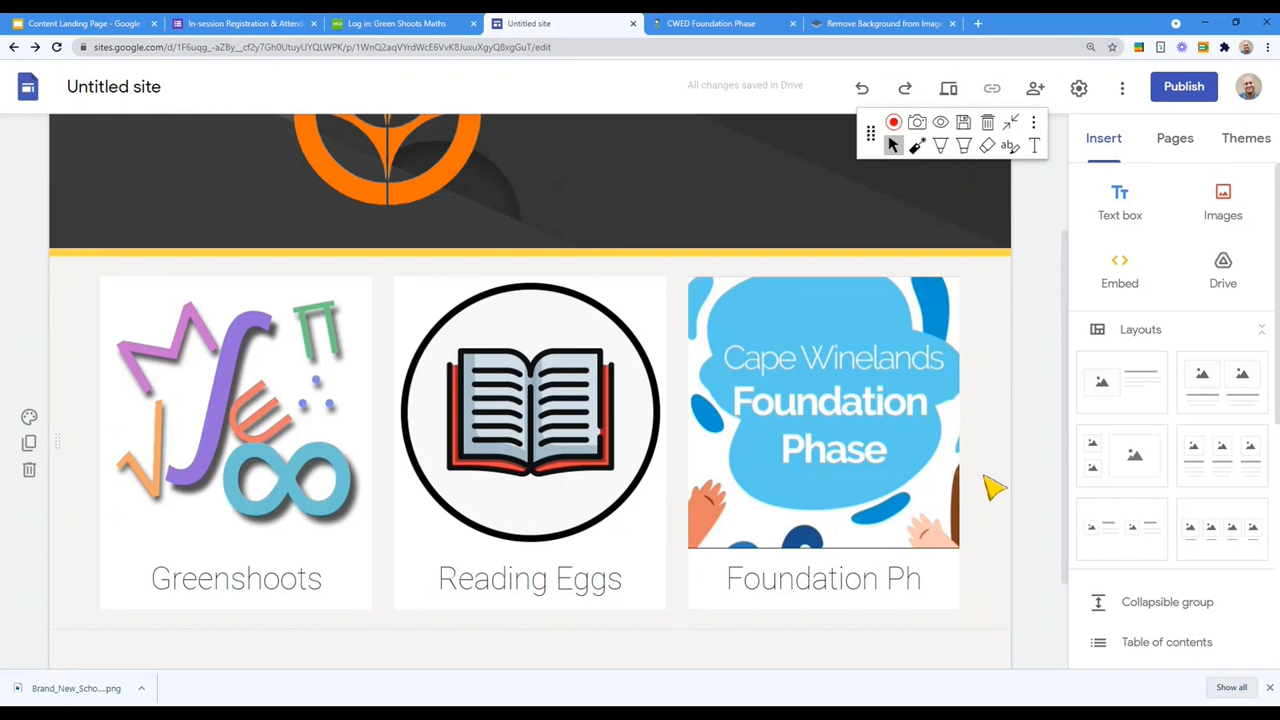 Content Landing Page - Google S
In-session Registration & Attend
Log in: Green Shoots Maths
Untitled site
CWED Foundation Phase
Remove Background from Image
sites.google.com/d/1F6uqg_-aZBy__cf2y7Gh0UtuyUYQLWPK/p/1WnQ2aqVYrdWcE6VvK8JuxuXgyQ8xgGuT/edit
Untitled site
All changes saved in Drive
Publish
Insert
Pages
Themes
Text box
Images
Embed
Drive
Layouts
Cape Winelands
Foundation
Phase
Greenshoots
Reading Eggs
Foundation Ph
Collapsible group
Table of contents
Brand_New_Scho....png
Show all